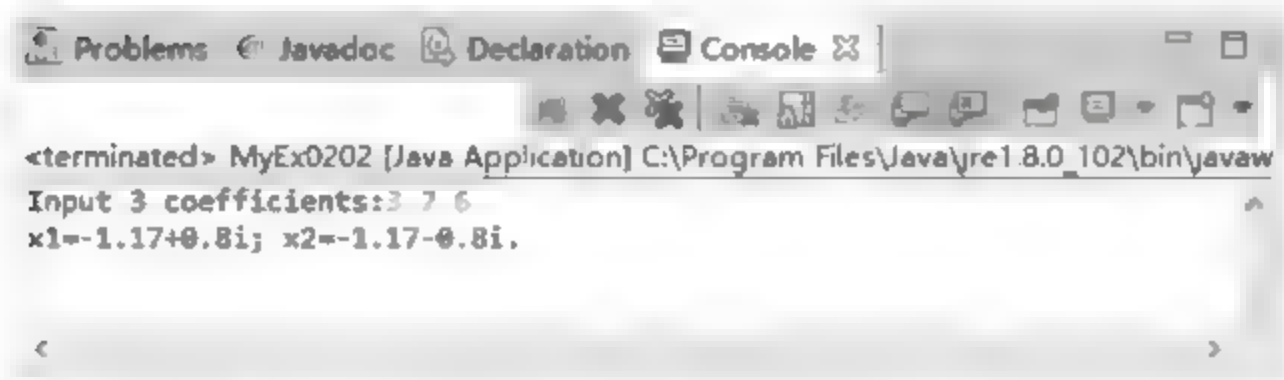 Problems Javadoc Declaration Console
<terminated> MyEx0202 [Java Application] C:\Program Files\Java\jre1.8.0_102\bin\javaw
Input 3 coefficients:3 7 6
x1=-1.17+0.8i; x2=-1.17-0.8i.